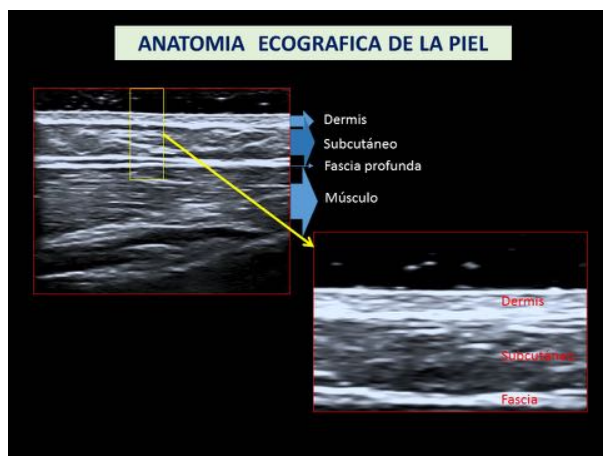 ANATOMIA ECOGRAFICA DE LA PIEL
Dermis
Subcutáneo
Fascia profunda
Músculo
Dermis
Subcutáneo
Fascia